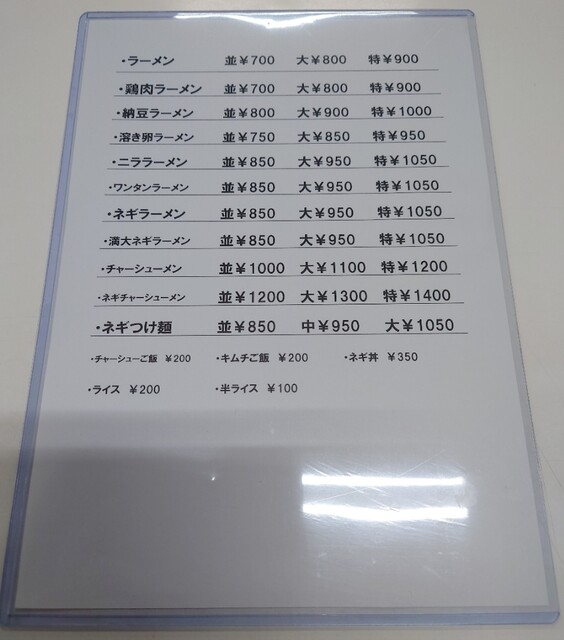 ・ラーメン 並￥700 大￥800 特￥900
・鶏肉ラーメン 並￥700 大￥800 特￥900
・納豆ラーメン 並￥800 大￥900 特￥1000
・溶き卵ラーメン 並￥750 大￥850 特￥950
・ニララーメン 並￥850 大￥950 特￥1050
・ワンタンラーメン 並￥850 大￥950 特￥1050
・ネギラーメン 並￥850 大￥950 特￥1050
・満大ネギラーメン 並￥850 大￥950 特￥1050
・チャーシューメン 並￥1000 大￥1100 特￥1200
・ネギチャーシューメン 並￥1200 大￥1300 特￥1400
・ネギつけ麺 並￥850 中￥950 大￥1050
・チャーシューご飯 ￥200 ・キムチご飯 ￥200 ・ネギ丼 ￥350
・ライス ￥200 ・半ライス ￥100